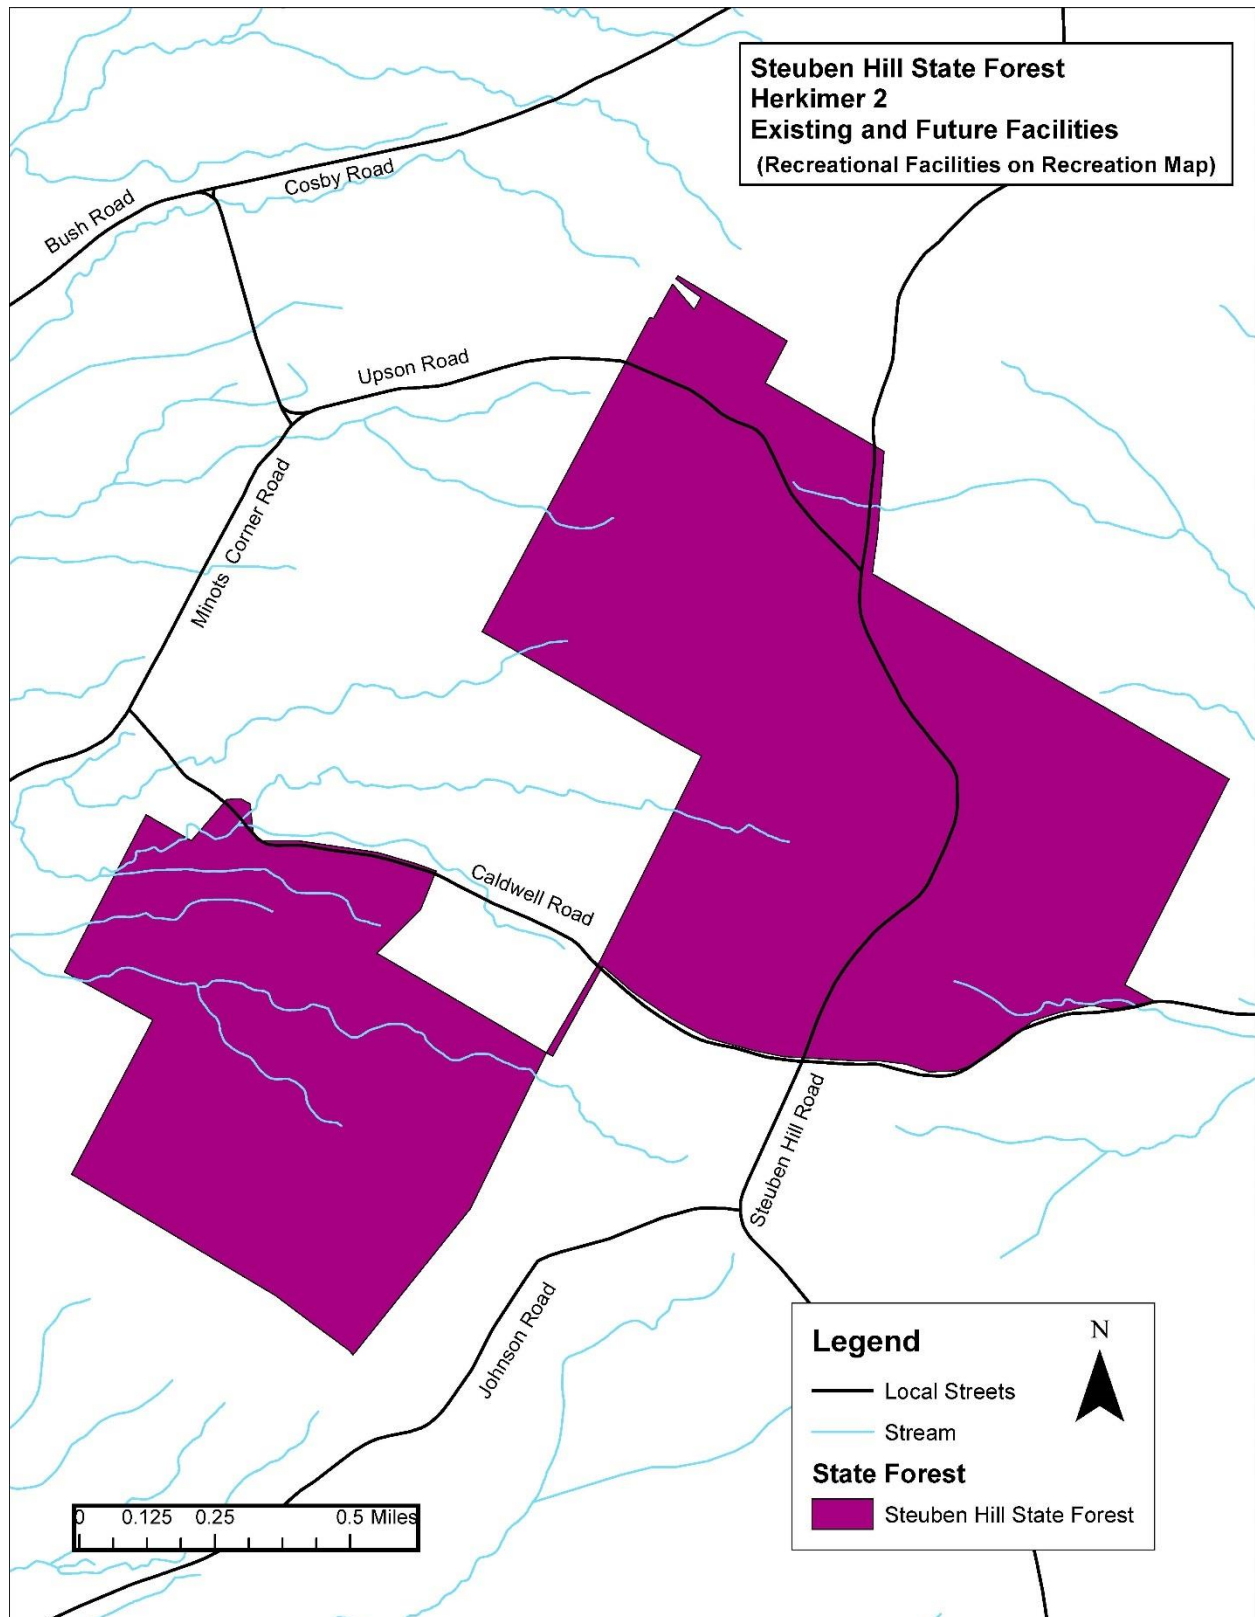 Steuben Hill State Forest
Herkimer 2
Existing and Future Facilities
(Recreational Facilities on Recreation Map)
Cosby Road
Bush Road
Upson Road
Minots Corner Road
Caldwell Road
Steuben Hill Road
Johnson Road
Legend
N
Local Streets
Stream
State Forest
Steuben Hill State Forest
0 0.125 0.25 0.5 Miles